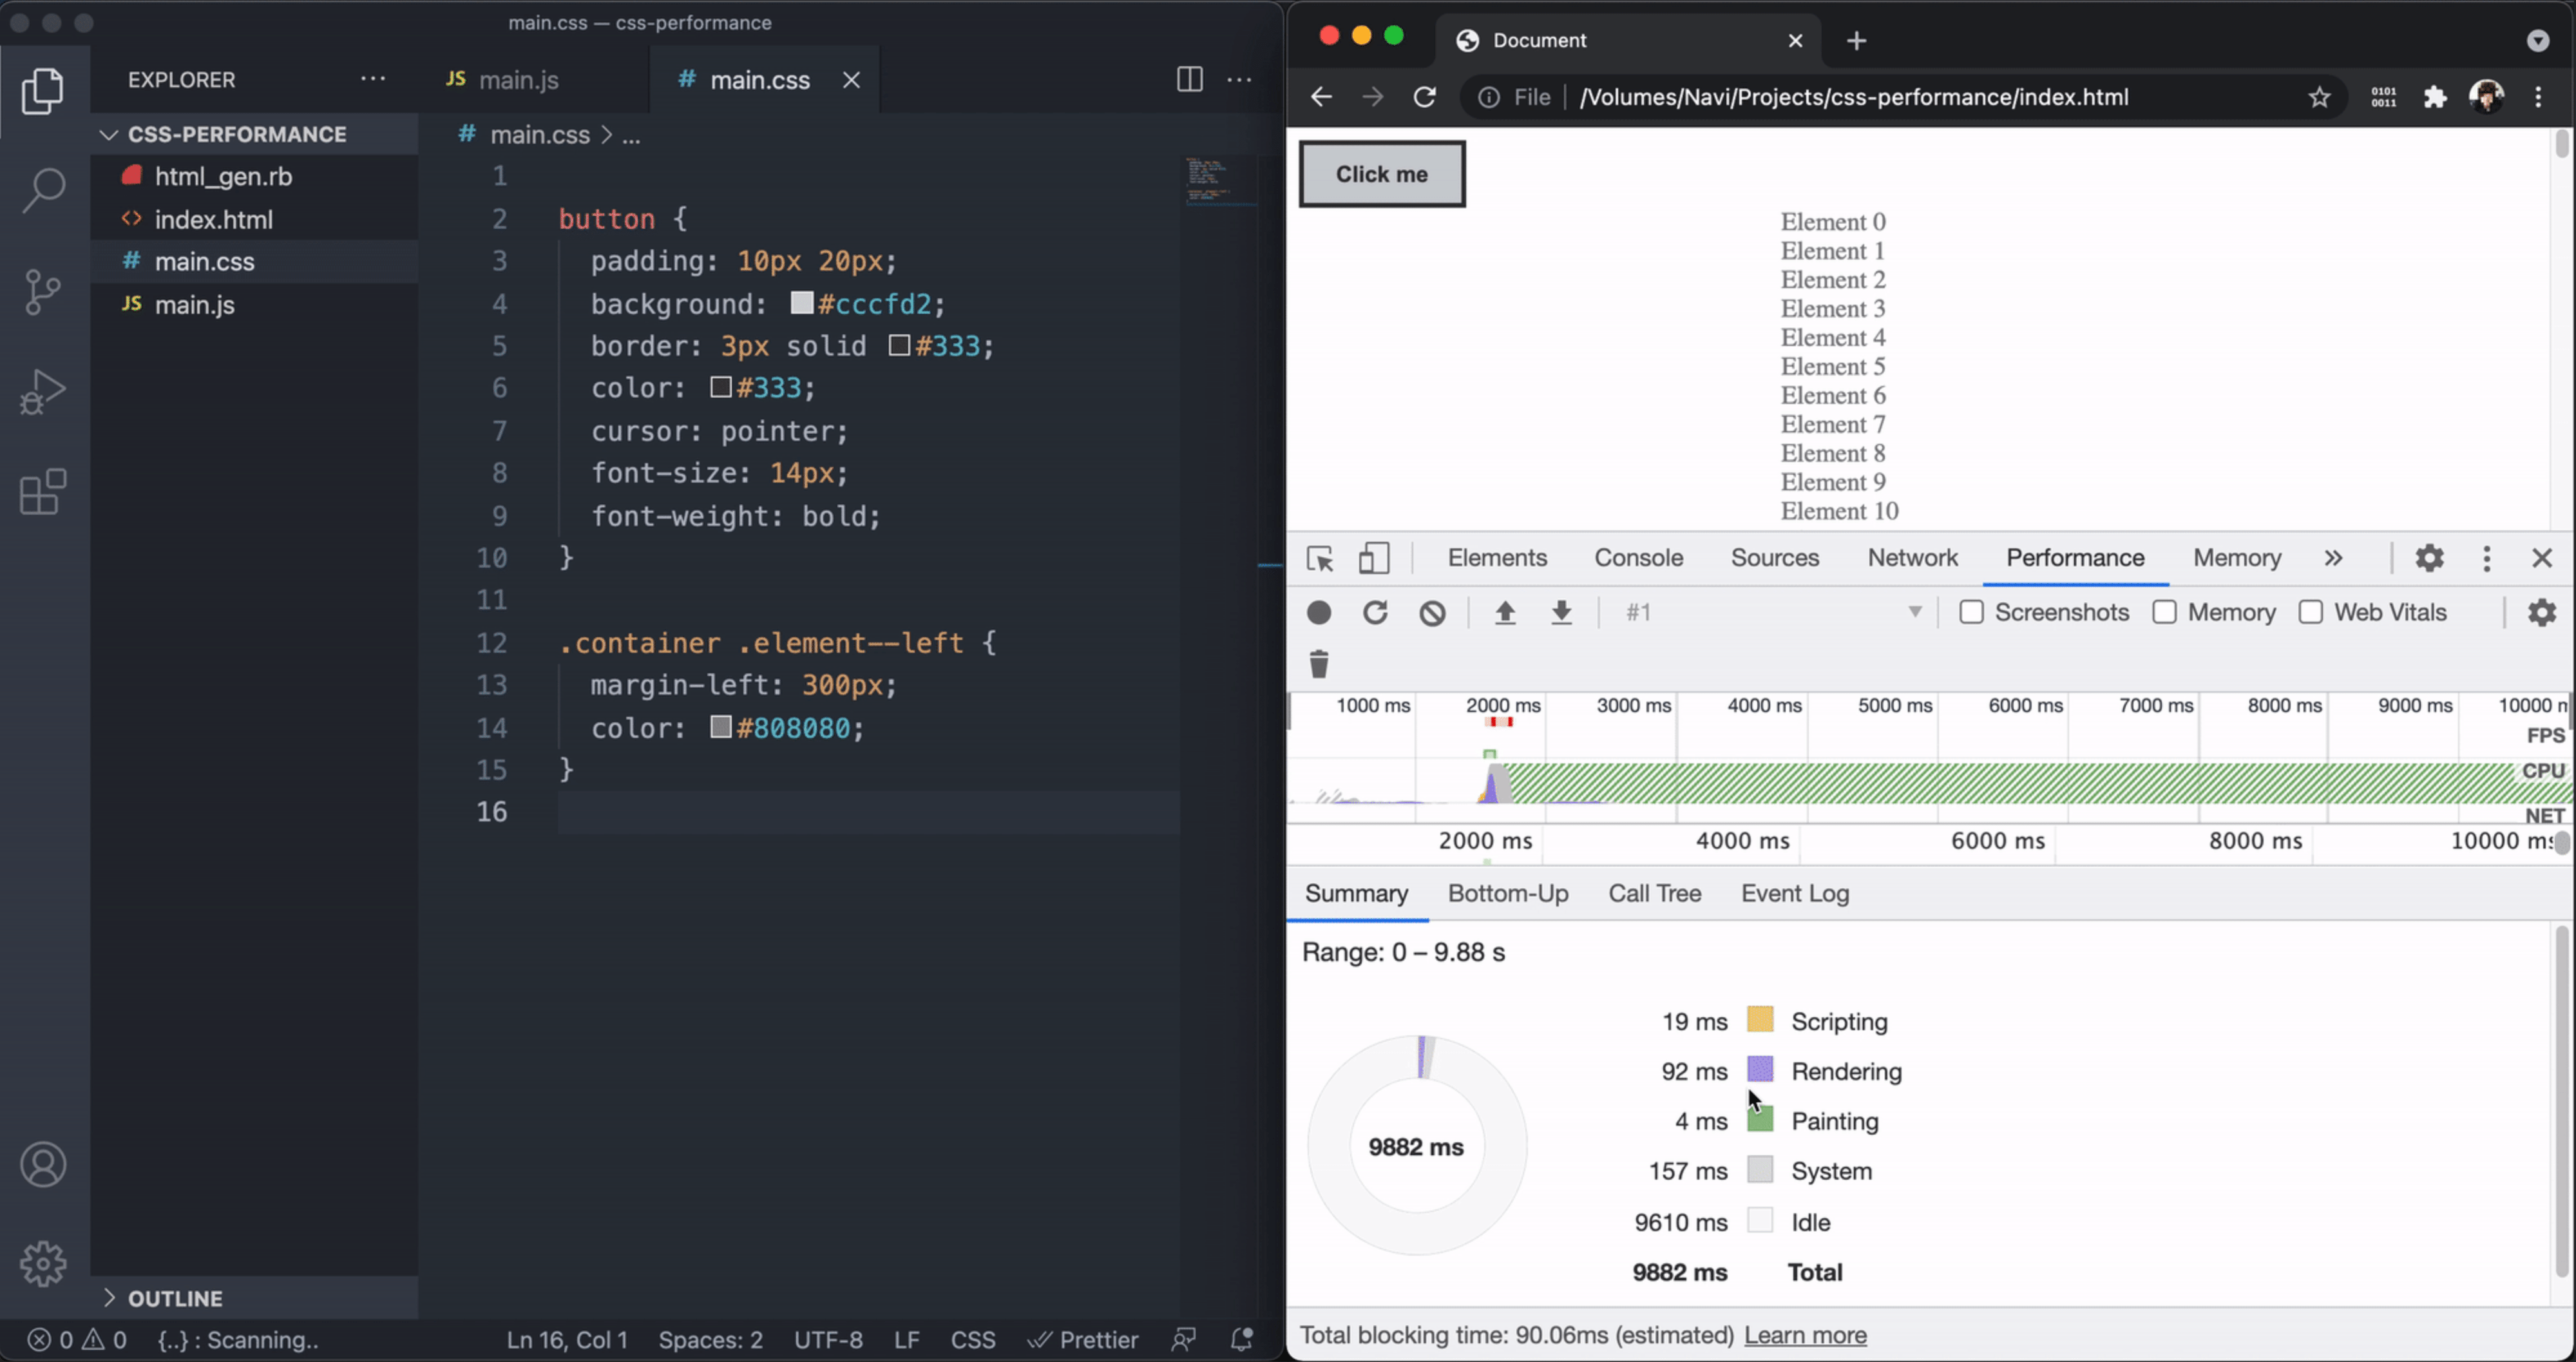 main.css — css-performance
EXPLORER
JS main.js
# main.css
CSS-PERFORMANCE
html_gen.rb
<> index.html
# main.css
JS main.js
# main.css > ...
1
2 button {
3 padding: 10px 20px;
4 background: #cccfd2;
5 border: 3px solid #333;
6 color: #333;
7 cursor: pointer;
8 font-size: 14px;
9 font-weight: bold;
10 }
11
12 .container .element--left {
13 margin-left: 300px;
14 color: #808080;
15 }
16
OUTLINE
0 0 {..} : Scanning.. Ln 16, Col 1 Spaces: 2 UTF-8 LF CSS Prettier
Document
File /Volumes/Navi/Projects/css-performance/index.html
0101
0011
Click me
Element 0
Element 1
Element 2
Element 3
Element 4
Element 5
Element 6
Element 7
Element 8
Element 9
Element 10
Elements Console Sources Network Performance Memory »
#1 Screenshots Memory Web Vitals
1000 ms 2000 ms 3000 ms 4000 ms 5000 ms 6000 ms 7000 ms 8000 ms 9000 ms 10000 m
FPS
CPU
NET
2000 ms 4000 ms 6000 ms 8000 ms 10000 ms
Summary Bottom-Up Call Tree Event Log
Range: 0 – 9.88 s
19 ms Scripting
92 ms Rendering
4 ms Painting
157 ms System
9610 ms Idle
9882 ms Total
9882 ms
Total blocking time: 90.06ms (estimated) Learn more